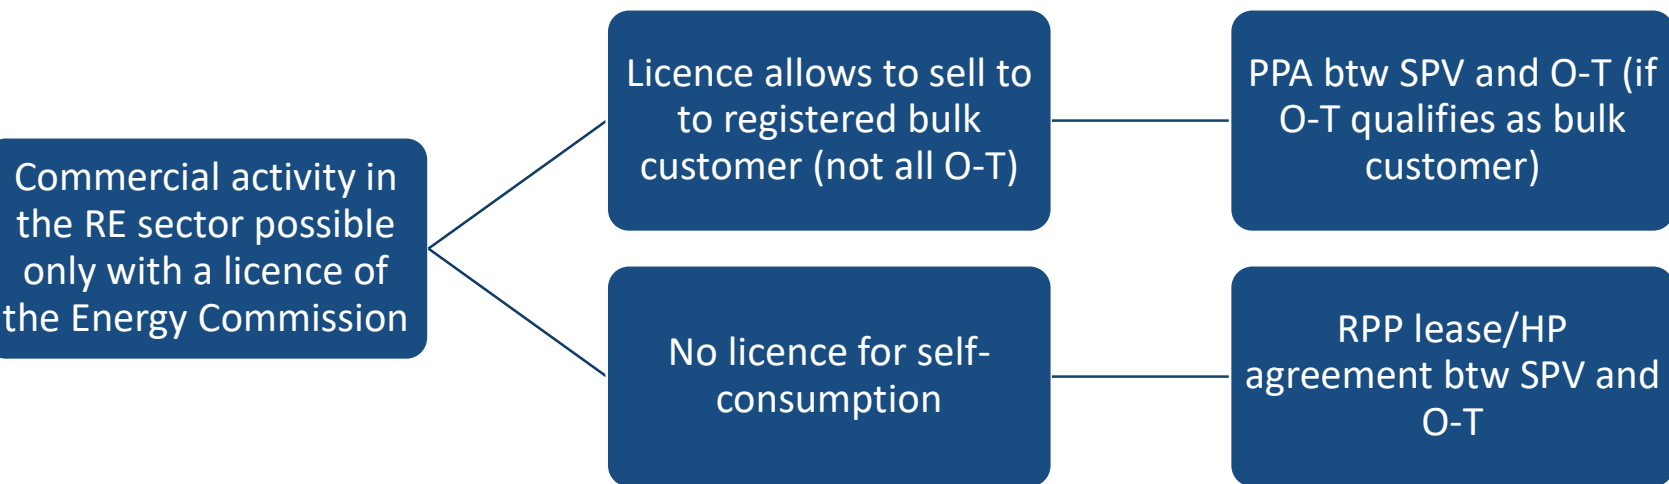 Commercial activity in
the RE sector possible
only with a licence of
the Energy Commission
Licence allows to sell to
to registered bulk
customer (not all O-T)
PPA btw SPV and O-T (if
O-T qualifies as bulk
customer)
No licence for self-
consumption
RPP lease/HP
agreement btw SPV and
O-T